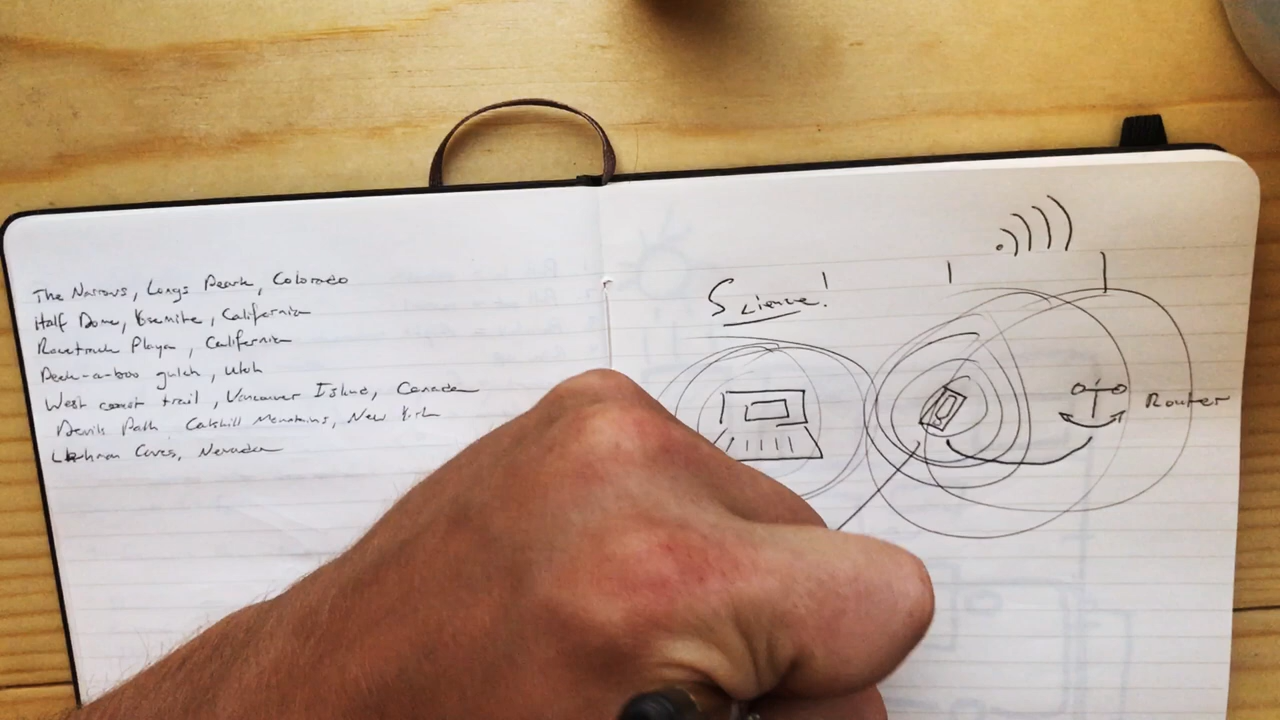 The Narrows, Longs Peark, Colorado
Half Dome, Yosemite, California
Racetrack Playa, California
Peek-a-boo gulch, Utah
West coast trail, Vancouver Island, Canada
Devils Path, Catskill Mountains, New York
Lehman Caves, Nevada
Science!
Router